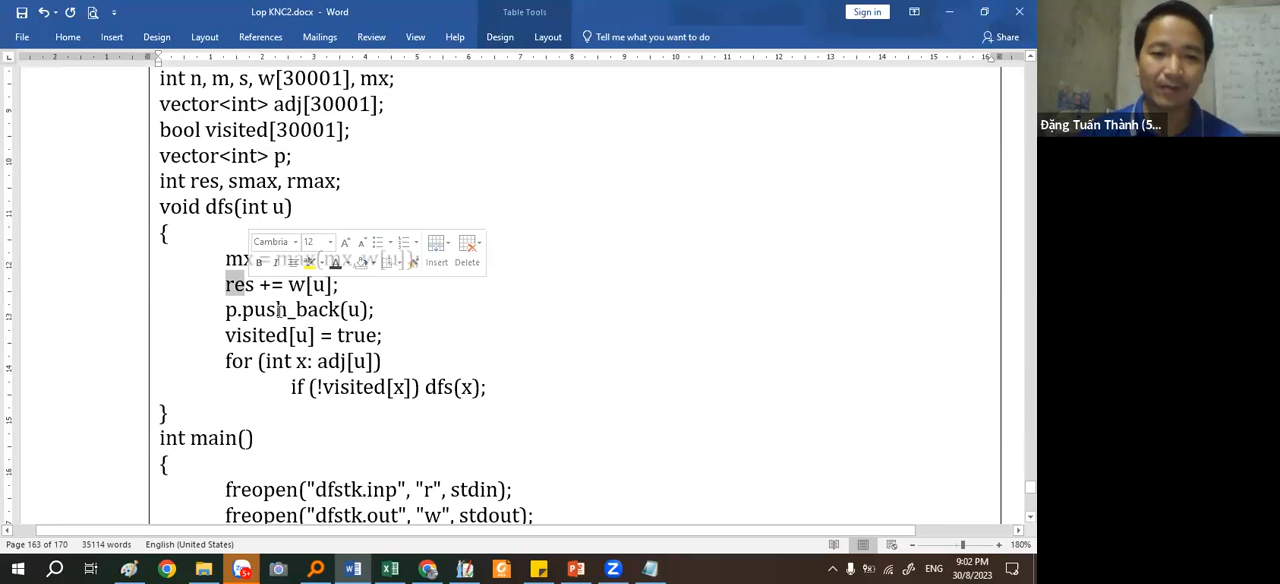 Lop KNC2.docx - Word
Table Tools
Sign in
File Home Insert Design Layout References Mailings Review View Help Design Layout Tell me what you want to do Share
int n, m, s, w[30001], mx;
vector<int> adj[30001];
bool visited[30001];
vector<int> p;
int res, smax, rmax;
void dfs(int u)
{
Cambria 12
Insert Delete
mx = max(mx, w[u]);
res += w[u];
p.push_back(u);
visited[u] = true;
for (int x: adj[u])
if (!visited[x]) dfs(x);
}
int main()
{
freopen("dfstk.inp", "r", stdin);
freopen("dfstk.out", "w", stdout);
Page 163 of 170 35114 words English (United States) 180%
ENG
9:02 PM
30/8/2023
Đặng Tuấn Thành (5...